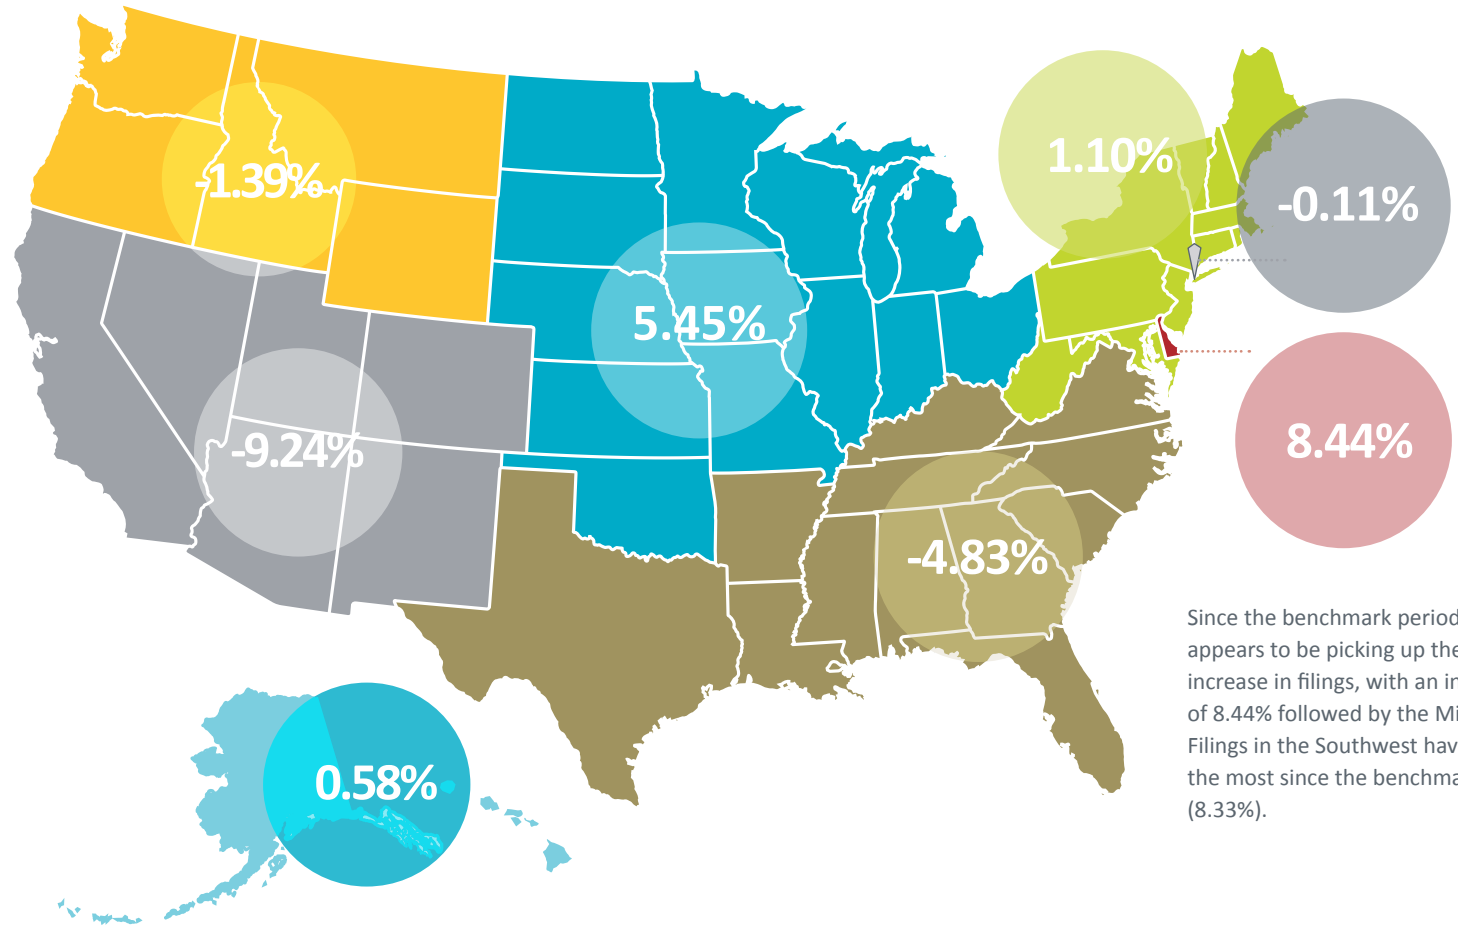 1.10%
-1.39%
-0.11%
5.45%
8.44%
-9.24%
-4.83%
Since the benchmark period
appears to be picking up the
increase in filings, with an in
of 8.44% followed by the Mi
Filings in the Southwest hav
the most since the benchma
(8.33%).
0.58%